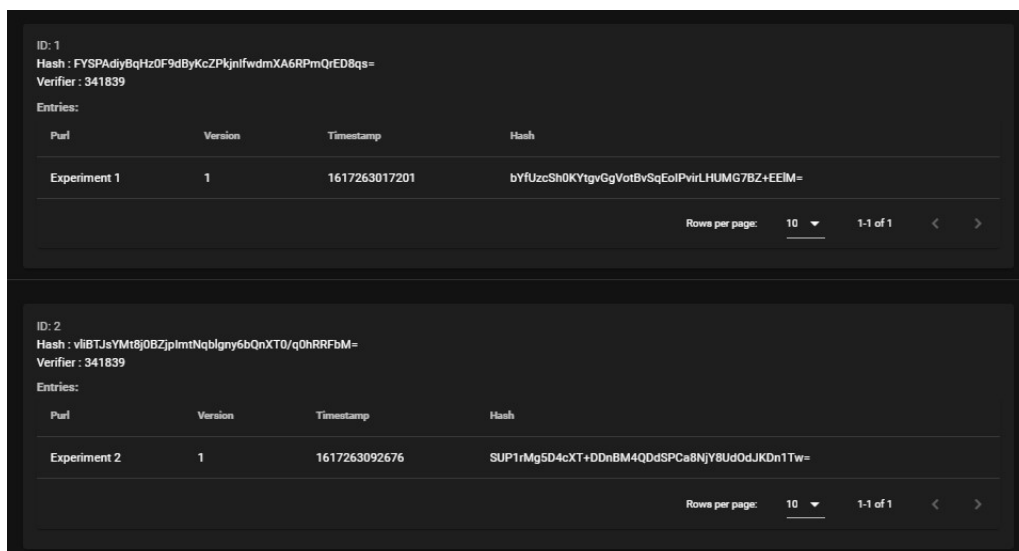 ID: 1
Hash : FYSPAdiyBqHz0F9dByKcZPkjnIfwdmXA6RPmQrED8qs=
Verifier : 341839
Entries:
Purl Version Timestamp Hash
Experiment 1 1 1617263017201 bYfUzcSh0KYtgvGgVotBvSqEoIPvirLHUMG7BZ+EElM=
Rows per page: 10 1-1 of 1
ID: 2
Hash : vliBTJsYMt8j0BZjpImtNqblgny6bQnXT0/q0hRRFbM=
Verifier : 341839
Entries:
Purl Version Timestamp Hash
Experiment 2 1 1617263092676 SUP1rMg5D4cXT+DDnBM4QDdSPCa8NjY8UdOdJKDn1Tw=
Rows per page: 10 1-1 of 1